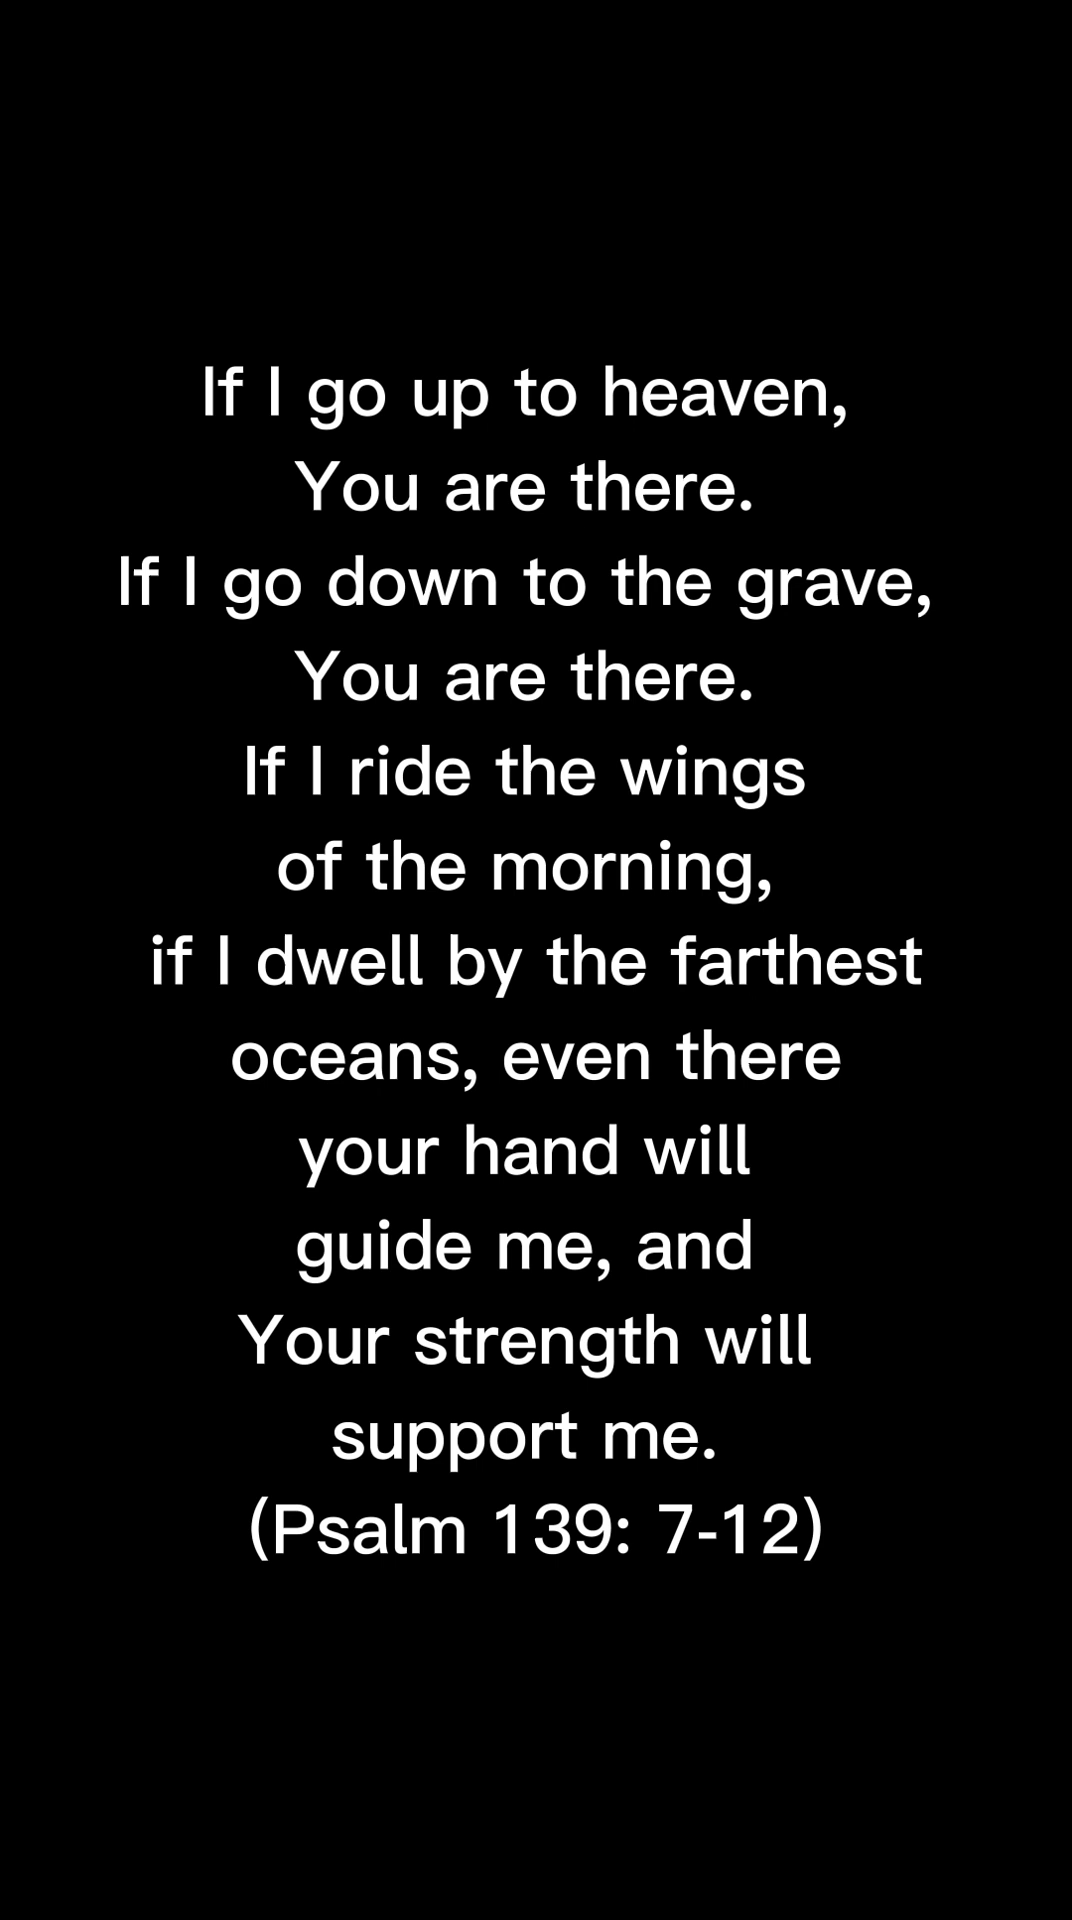 If I go up to heaven,
You are there.
If I go down to the grave,
You are there.
If I ride the wings
of the morning,
if I dwell by the farthest
oceans, even there
your hand will
guide me, and
Your strength will
support me.
(Psalm 139: 7-12)